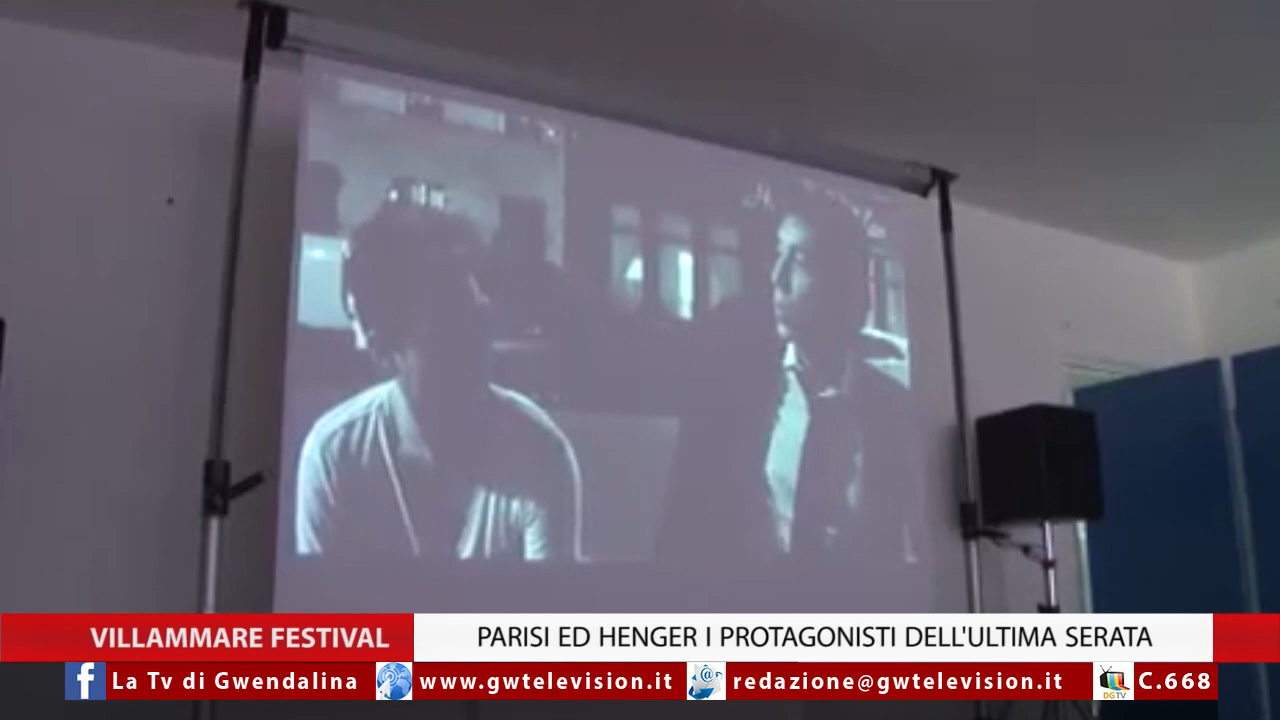 VILLAMMARE FESTIVAL
PARISI ED HENGER I PROTAGONISTI DELL'ULTIMA SERATA
f La Tv di Gwendalina www.gwtelevision.it redazione@gwtelevision.it DGTV C.668